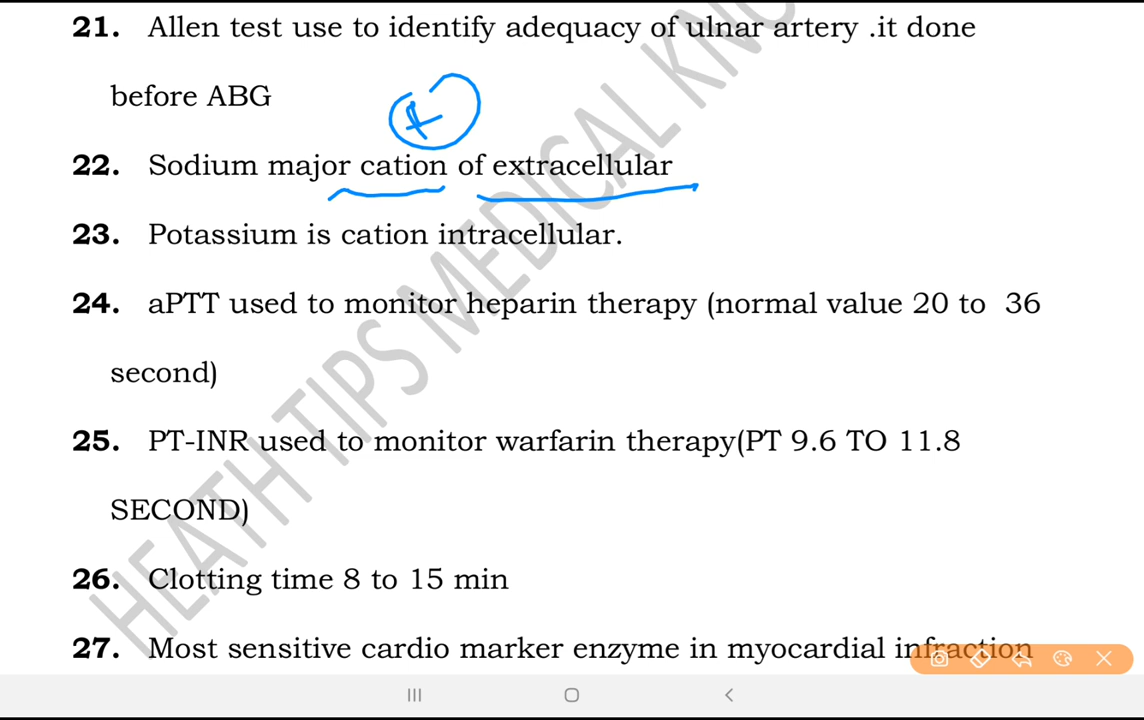 21. Allen test use to identify adequacy of ulnar artery .it done
before ABG
+
22. Sodium major cation of extracellular
23. Potassium is cation intracellular.
24. aPTT used to monitor heparin therapy (normal value 20 to 36
second)
25. PT-INR used to monitor warfarin therapy(PT 9.6 TO 11.8
SECOND)
26. Clotting time 8 to 15 min
27. Most sensitive cardio marker enzyme in myocardial infraction
HEATH TIPS MEDICAL KNO